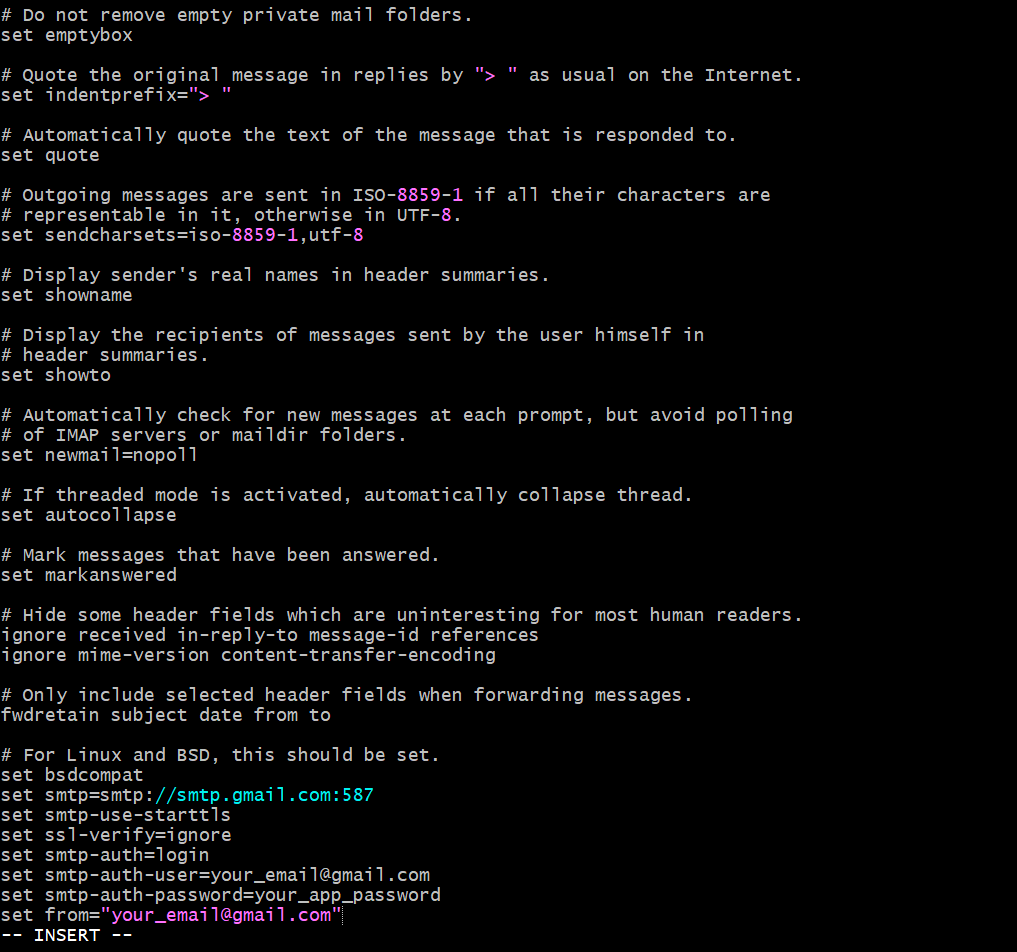 # Do not remove empty private mail folders.
set emptybox
# Quote the original message in replies by "> " as usual on the Internet.
set indentprefix="> "
# Automatically quote the text of the message that is responded to.
set quote
# Outgoing messages are sent in ISO-8859-1 if all their characters are
# representable in it, otherwise in UTF-8.
set sendcharsets=iso-8859-1,utf-8
# Display sender's real names in header summaries.
set showname
# Display the recipients of messages sent by the user himself in
# header summaries.
set showto
# Automatically check for new messages at each prompt, but avoid polling
# of IMAP servers or maildir folders.
set newmail=nopoll
# If threaded mode is activated, automatically collapse thread.
set autocollapse
# Mark messages that have been answered.
set markanswered
# Hide some header fields which are uninteresting for most human readers.
ignore received in-reply-to message-id references
ignore mime-version content-transfer-encoding
# Only include selected header fields when forwarding messages.
fwdretain subject date from to
# For Linux and BSD, this should be set.
set bsdcompat
set smtp=smtp://smtp.gmail.com:587
set smtp-use-starttls
set ssl-verify=ignore
set smtp-auth=login
set smtp-auth-user=your_email@gmail.com
set smtp-auth-password=your_app_password
set from="your_email@gmail.com"
-- INSERT --